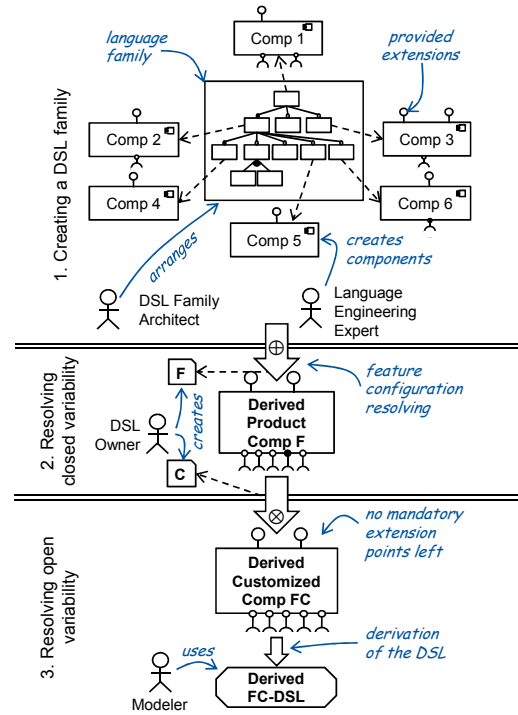 language
family
Comp 1
provided
extensions
Comp 2
Comp 3
Comp 4
Comp 6
Comp 5
1. Creating a DSL family
arranges
creates
components
DSL Family
Architect
Language
Engineering
Expert
2. Resolving
closed variability
F
feature
configuration
resolving
DSL
Owner
creates
Derived
Product
Comp F
C
3. Resolving open
variability
no mandatory
extension
points left
Derived
Customized
Comp FC
derivation
of the DSL
uses
Modeler
Derived
FC-DSL